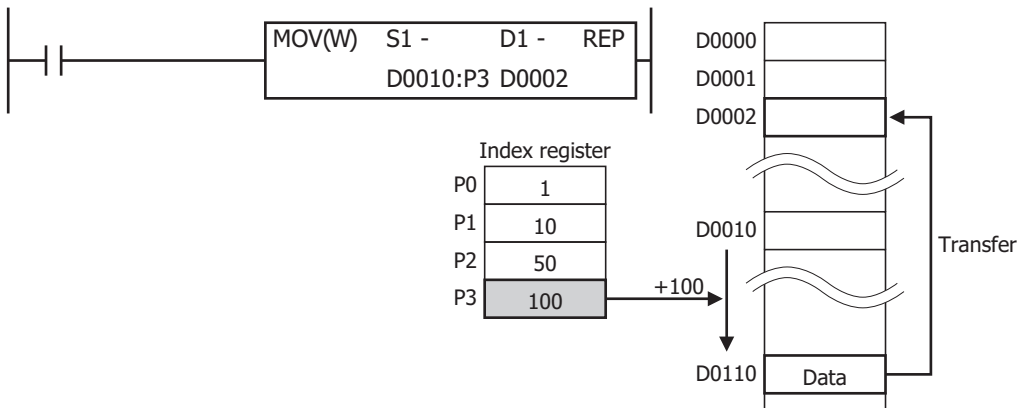 MOV(W) S1 - D1 - REP
D0010:P3 D0002
D0000
D0001
D0002
Index register
P0 1
P1 10
P2 50
P3 100
+100
D0010
Transfer
D0110 Data